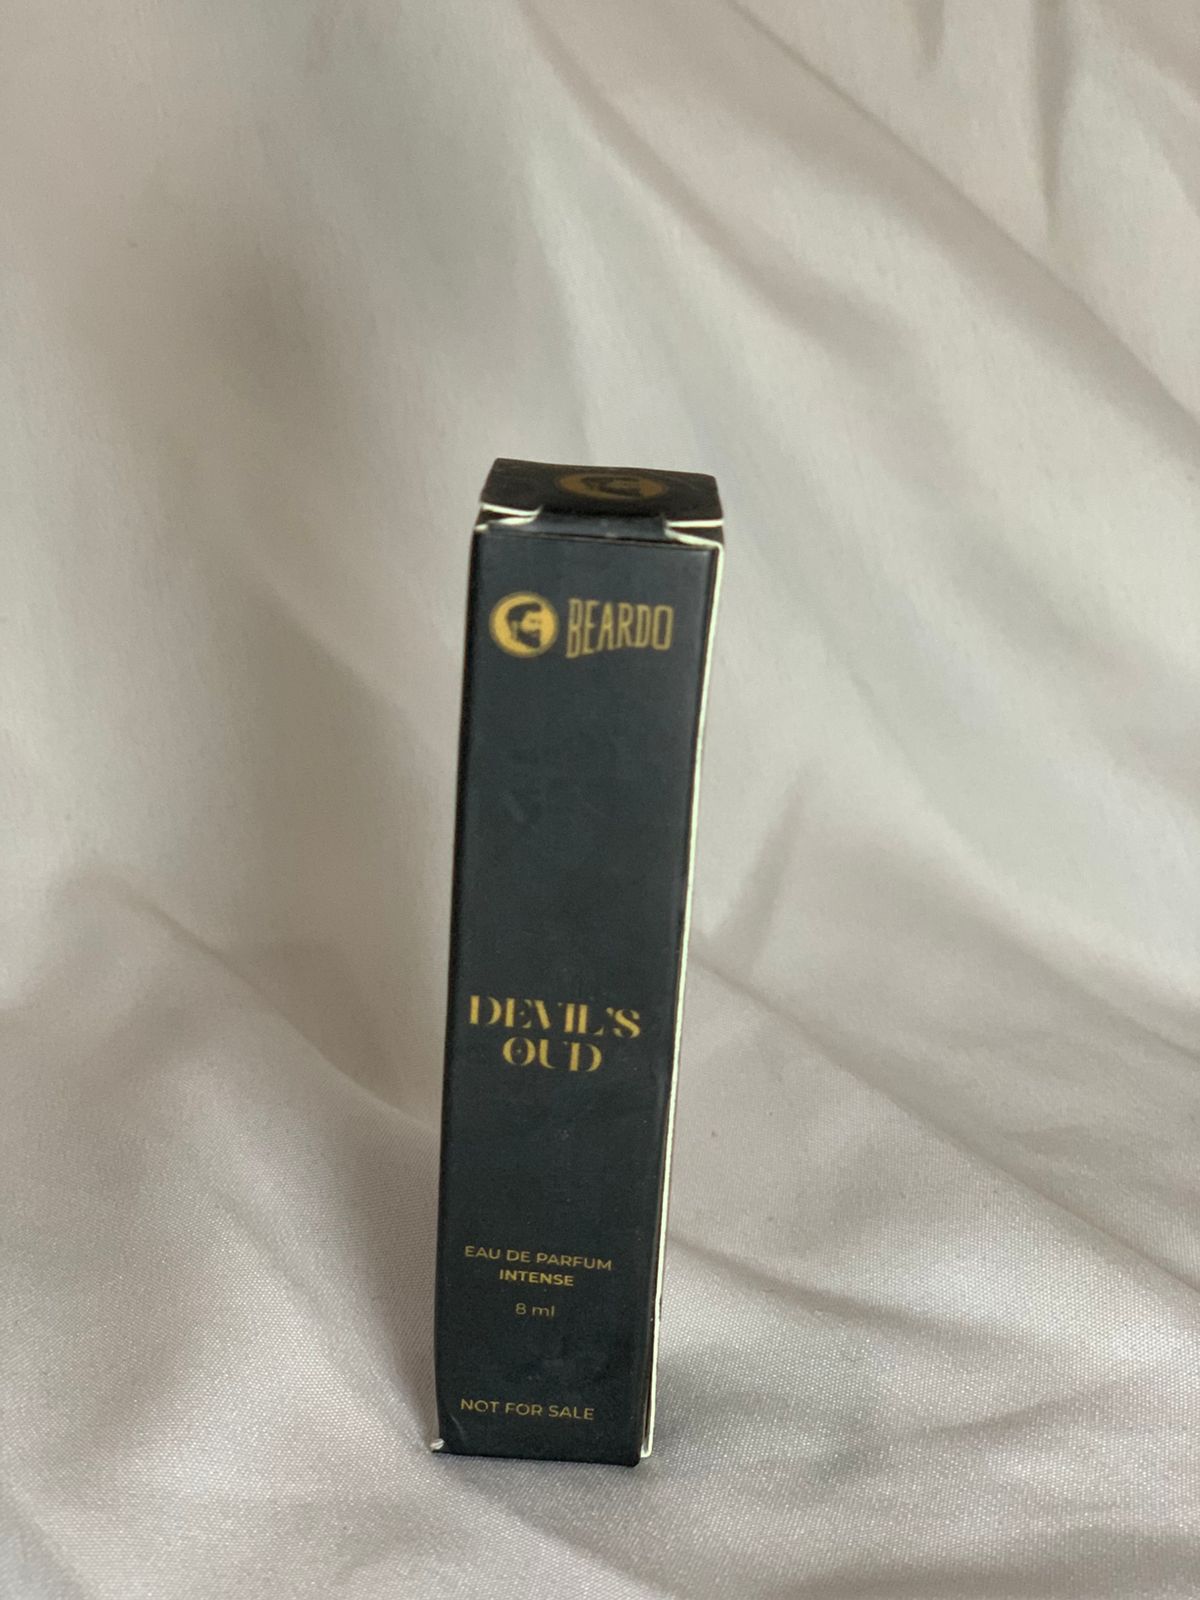 BEARDO
DEVIL'S
OUD
EAU DE PARFUM
INTENSE
8 ml
NOT FOR SALE